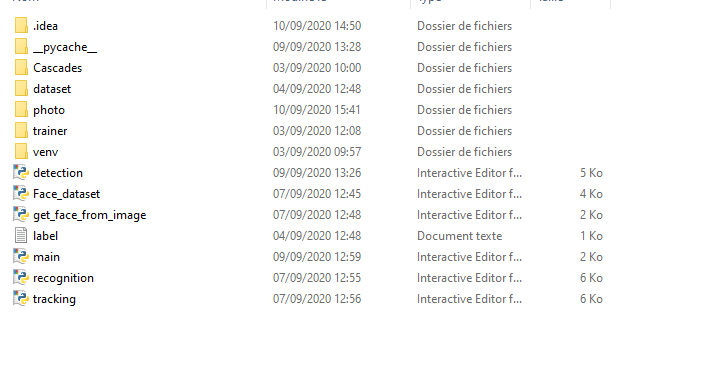 .idea 10/09/2020 14:50 Dossier de fichiers
__pycache__ 09/09/2020 13:28 Dossier de fichiers
Cascades 03/09/2020 10:00 Dossier de fichiers
dataset 04/09/2020 12:48 Dossier de fichiers
photo 10/09/2020 15:41 Dossier de fichiers
trainer 03/09/2020 12:08 Dossier de fichiers
venv 03/09/2020 09:57 Dossier de fichiers
detection 09/09/2020 13:26 Interactive Editor f... 5 Ko
Face_dataset 07/09/2020 12:45 Interactive Editor f... 4 Ko
get_face_from_image 07/09/2020 12:48 Interactive Editor f... 2 Ko
label 04/09/2020 12:48 Document texte 1 Ko
main 09/09/2020 12:59 Interactive Editor f... 2 Ko
recognition 07/09/2020 12:55 Interactive Editor f... 6 Ko
tracking 07/09/2020 12:56 Interactive Editor f... 6 Ko